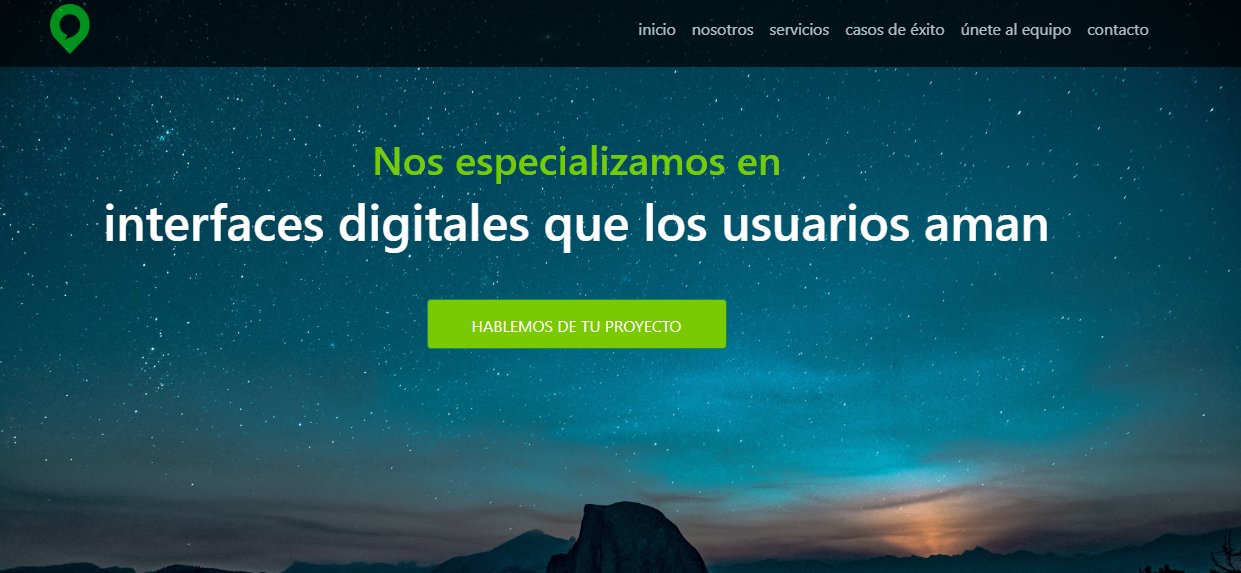 inicio nosotros servicios casos de éxito únete al equipo contacto
Nos especializamos en
interfaces digitales que los usuarios aman
HABLEMOS DE TU PROYECTO